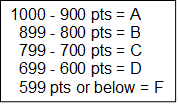 1000 - 900 pts = A
899 - 800 pts = B
799 - 700 pts = C
699 - 600 pts = D
599 pts or below = F